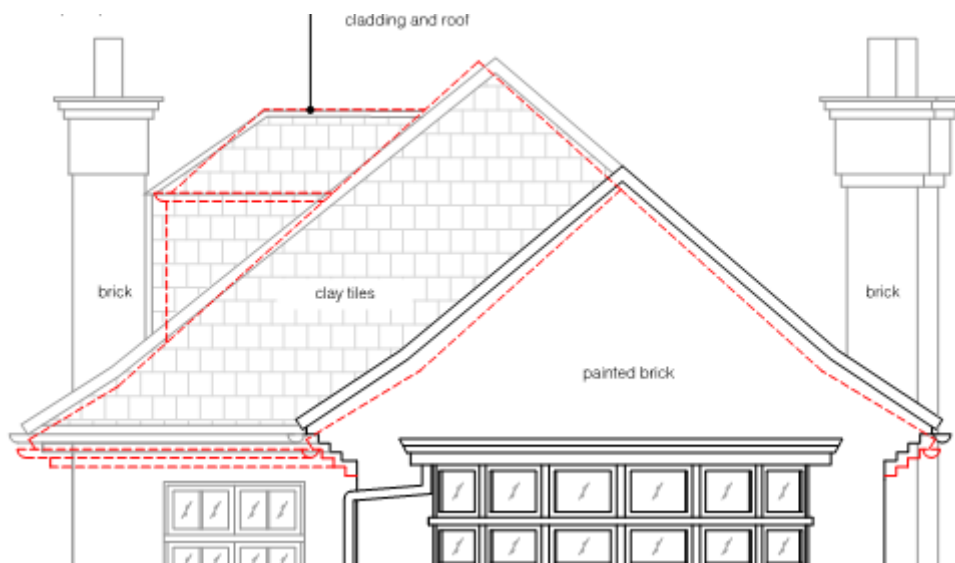 cladding and roof
brick
clay tiles
brick
painted brick